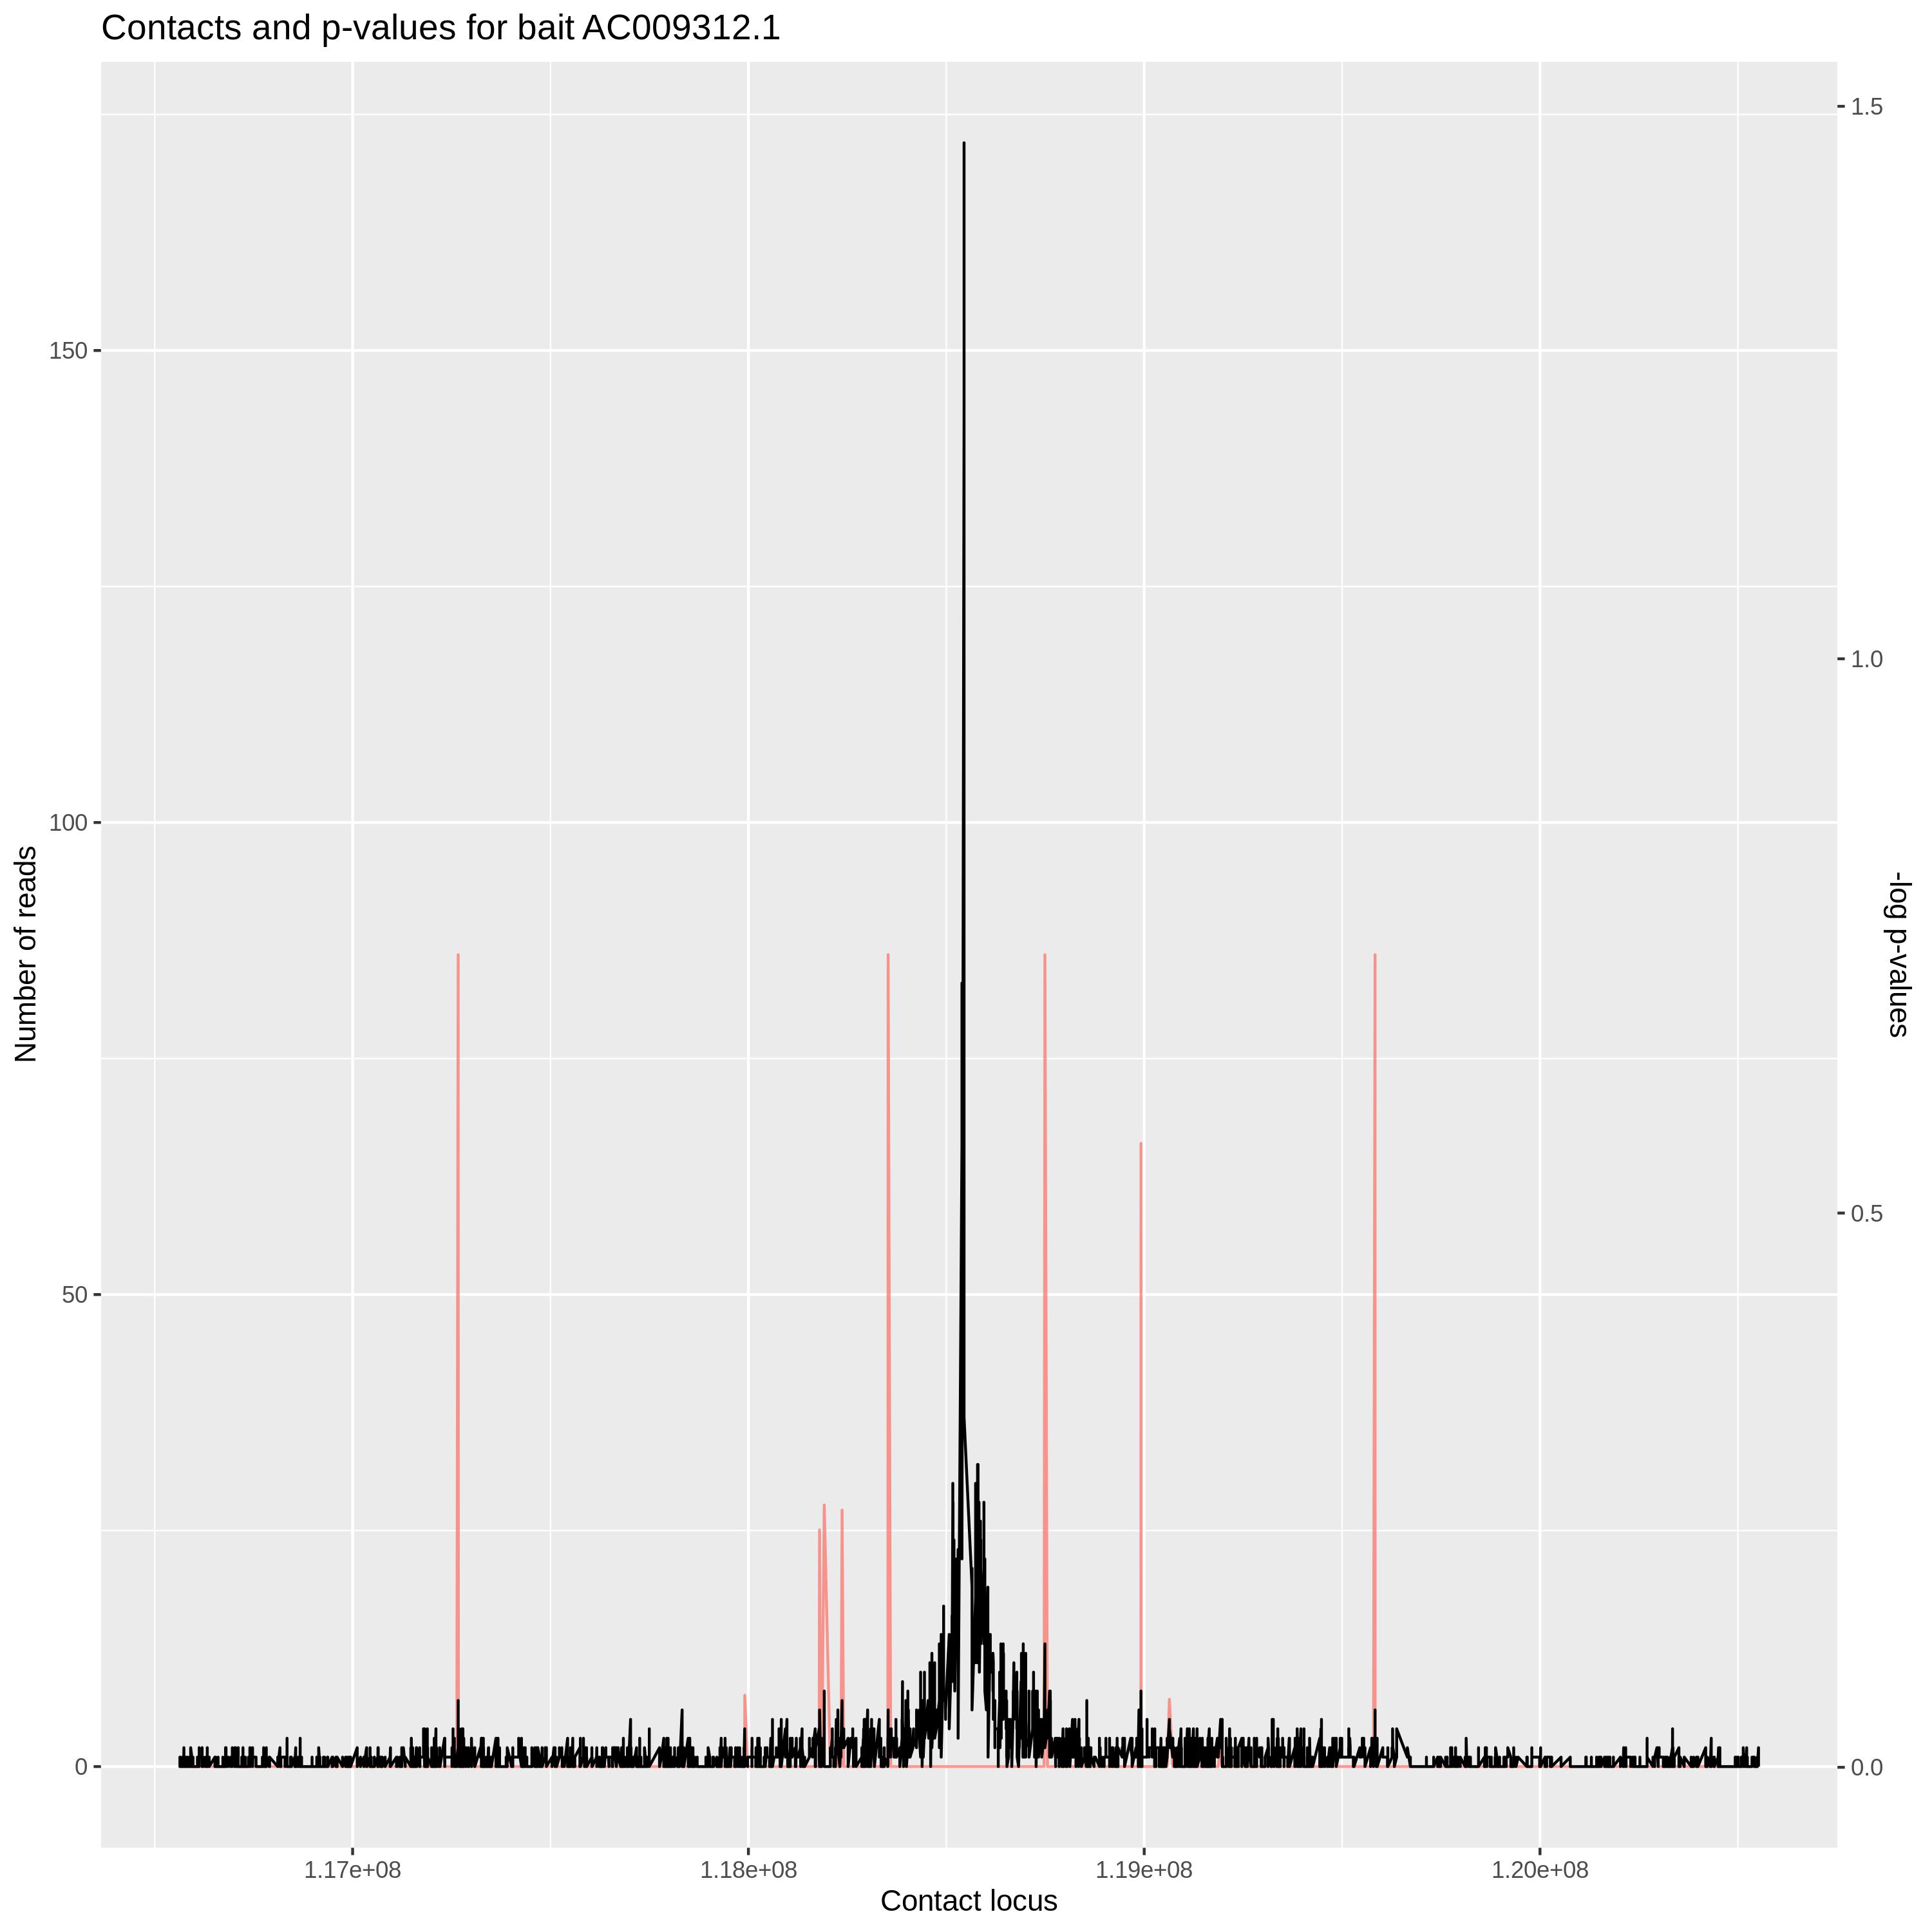 Contacts and p-values for bait AC009312.1
150
100
50
0
Number of reads
1.5
1.0
0.5
0.0
-log p-values
1.17e+08
1.18e+08
1.19e+08
1.20e+08
Contact locus